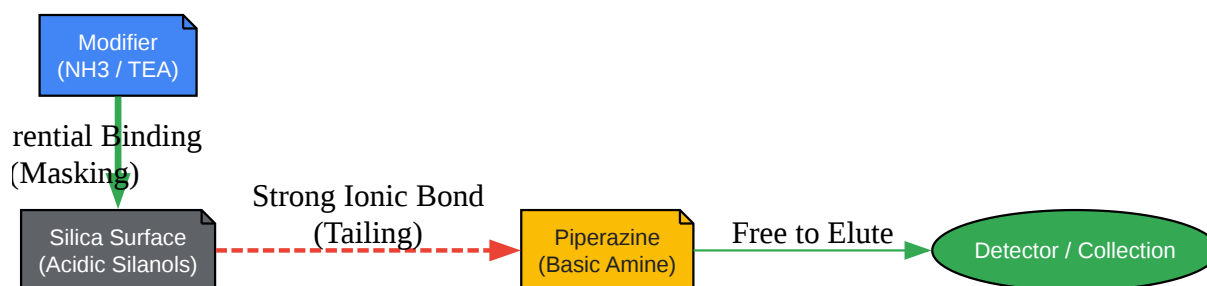 Modifier
(NH3 / TEA)
rential Binding
(Masking)
Strong Ionic Bond
(Tailing)
Silica Surface
(Acidic Silanols)
Piperazine
(Basic Amine)
Free to Elute
Detector / Collection